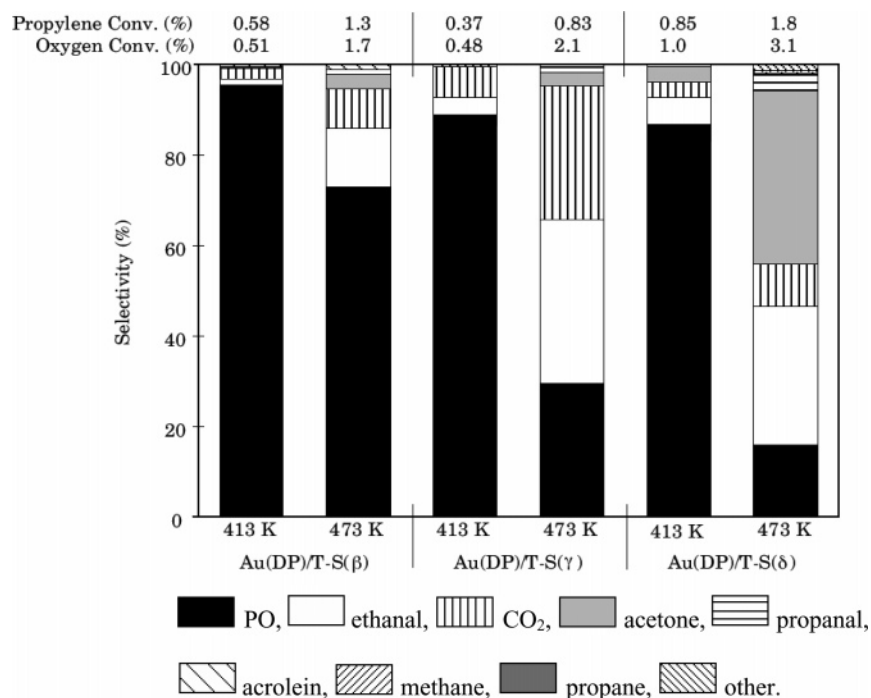 Propylene Conv. (%) 0.58 1.3 0.37 0.83 0.85 1.8
Oxygen Conv. (%) 0.51 1.7 0.48 2.1 1.0 3.1
100
80
60
40
20
0
Selectivity (%)
413 K 473 K 413 K 473 K 413 K 473 K
Au(DP)/T-S(β) Au(DP)/T-S(γ) Au(DP)/T-S(δ)
PO, ethanal, CO₂, acetone, propanal,
acrolein, methane, propane, other.